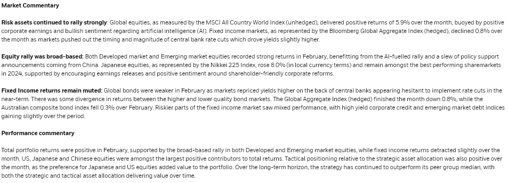 Market Commentary
Risk assets continued to rally strongly: Global equities, as measured by the MSCI All Country World Index (unhedged), delivered positive returns of 5.9% over the month, buoyed by positive
corporate earnings and bullish sentiment regarding artificial intelligence (AI). Fixed income markets, as represented by the Bloomberg Global Aggregate Index (hedged), declined 0.8% over
the month as markets pushed out the timing and magnitude of central bank rate cuts which drove yields slightly higher.
Equity rally was broad-based: Both Developed market and Emerging market equities recorded strong returns in February, benefitting from the AI-fuelled rally and a slew of policy support
announcements coming from China. Japanese equities, as represented by the Nikkei 225 Index, rose 8.0% (in local currency terms) and remain amongst the best performing sharemarkets
in 2024, supported by encouraging earnings releases and positive sentiment around shareholder-friendly corporate reforms.
Fixed Income returns remain muted: Global bonds were weaker in February as markets repriced yields higher on the back of central banks appearing hesitant to implement rate cuts in the
near-term. There was some divergence in returns between the higher and lower quality bond markets. The Global Aggregate Index (hedged) finished the month down 0.8%, while the
Australian composite bond index fell 0.3% over February. Riskier parts of the fixed income market saw mixed performance, with high yield corporate credit and emerging market debt indices
gaining slightly over the period.
Performance commentary
Total portfolio returns were positive in February, supported by the broad-based rally in both Developed and Emerging market equities, while fixed income returns detracted slightly over the
month. US, Japanese and Chinese equities were amongst the largest positive contributors to total returns. Tactical positioning relative to the strategic asset allocation was also positive over
the month, as the preference for Japanese and US equities added value to the portfolio. Over the long-term horizon, the strategy has continued to outperform its peer group median, with
both the strategic and tactical asset allocation delivering value over time.